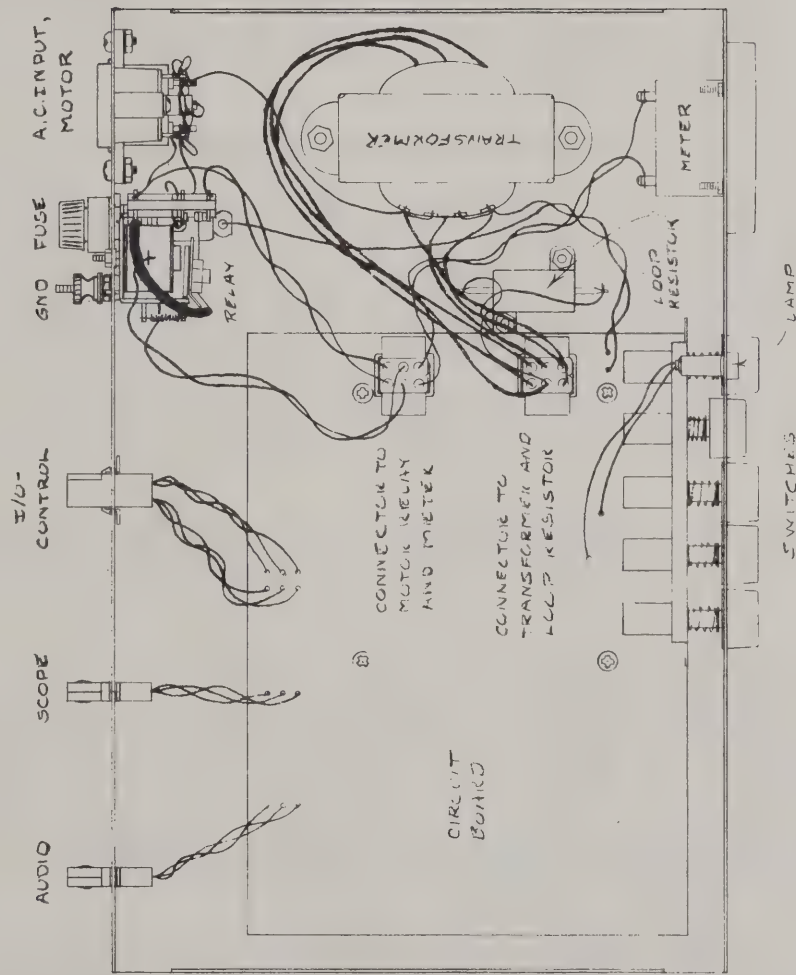 A.C. INPUT,
MOTOR
FUSE
GND
I/O-
CONTROL
SCOPE
AUDIO
TRANSFORMER
METER
RELAY
LOOP
RESISTOR
CONNECTOR TO
MOTOR RELAY
AND METER
CONNECTOR TO
TRANSFORMER AND
LOOP RESISTOR
CIRCUIT
BOARD
LAMP
SWITCHES